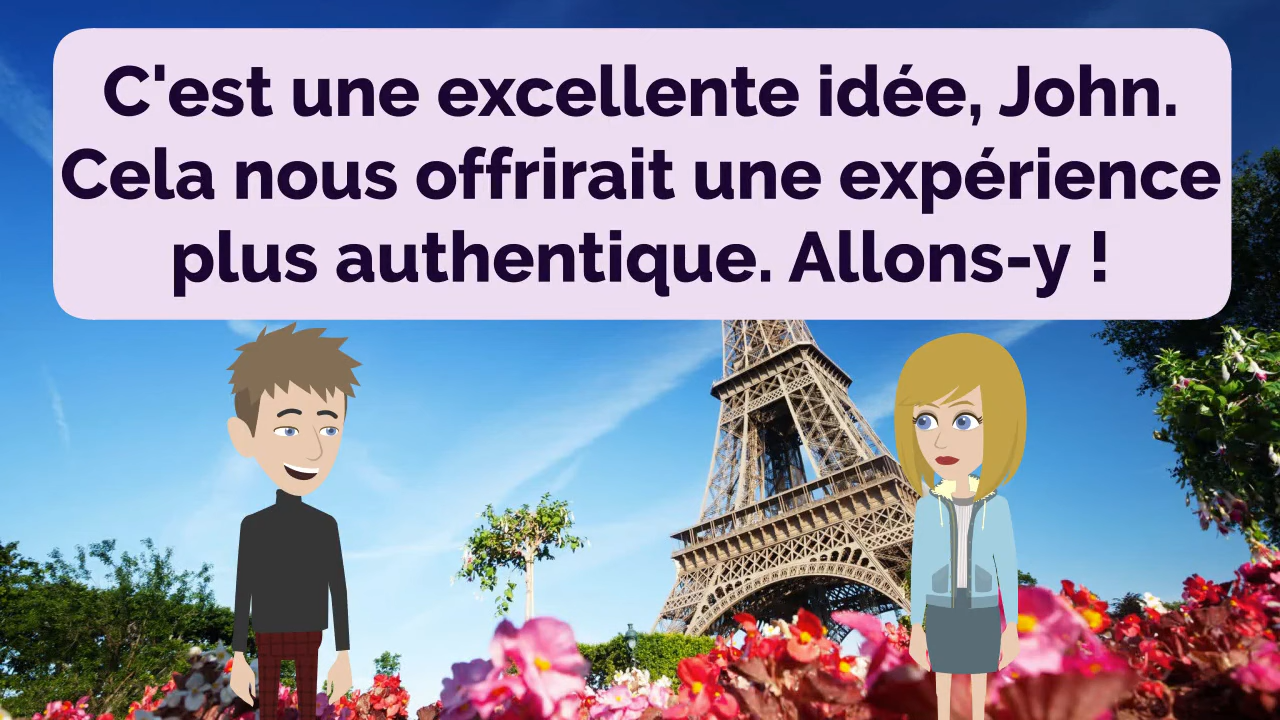 C'est une excellente idée, John.
Cela nous offrirait une expérience
plus authentique. Allons-y !